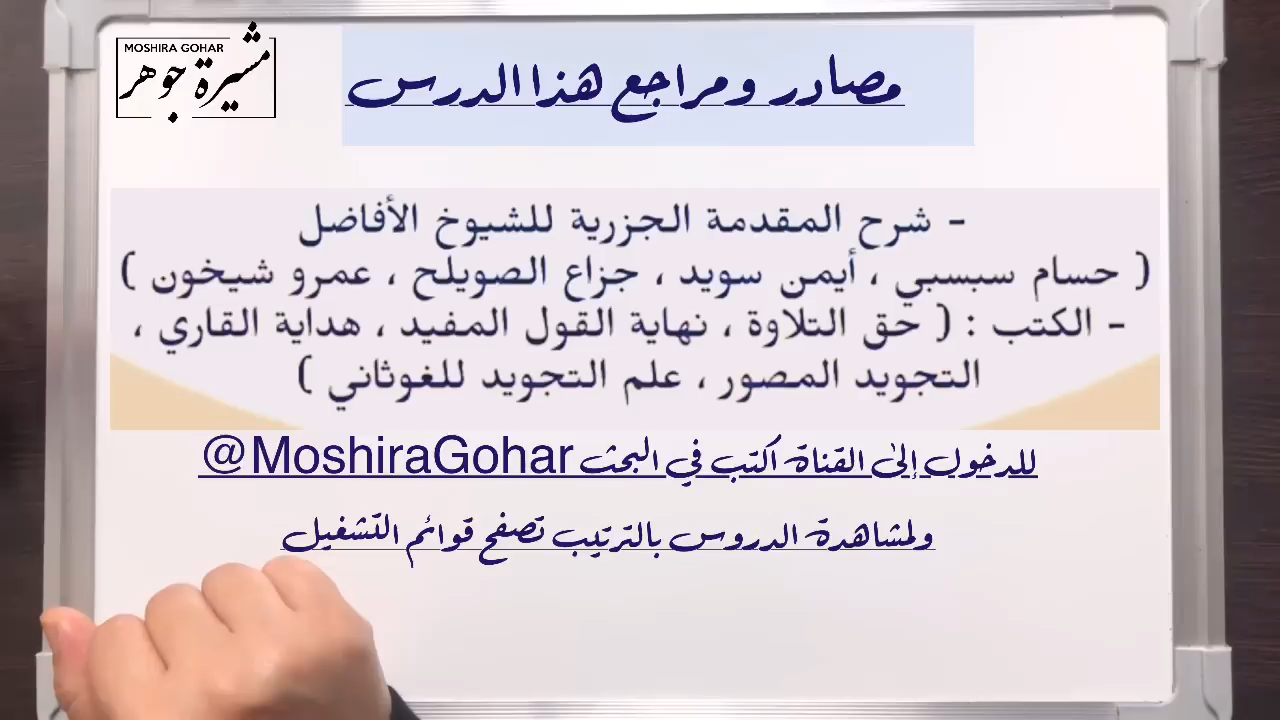 MOSHIRA GOHAR
مشيرة جوهر
مصادر ومراجع هذا الدرس
- شرح المقدمة الجزرية للشيوخ الأفاضل
( حسام سبسبي ، أيمن سويد ، جزاع الصويلح ، عمرو شيخون )
- الكتب : ( حق التلاوة ، نهاية القول المفيد ، هداية القاري ،
التجويد المصور ، علم التجويد للغوثاني )
للدخول إلى القناة اكتب في البحث @MoshiraGohar
ولمشاهدة الدروس بالترتيب تصفح قوائم التشغيل